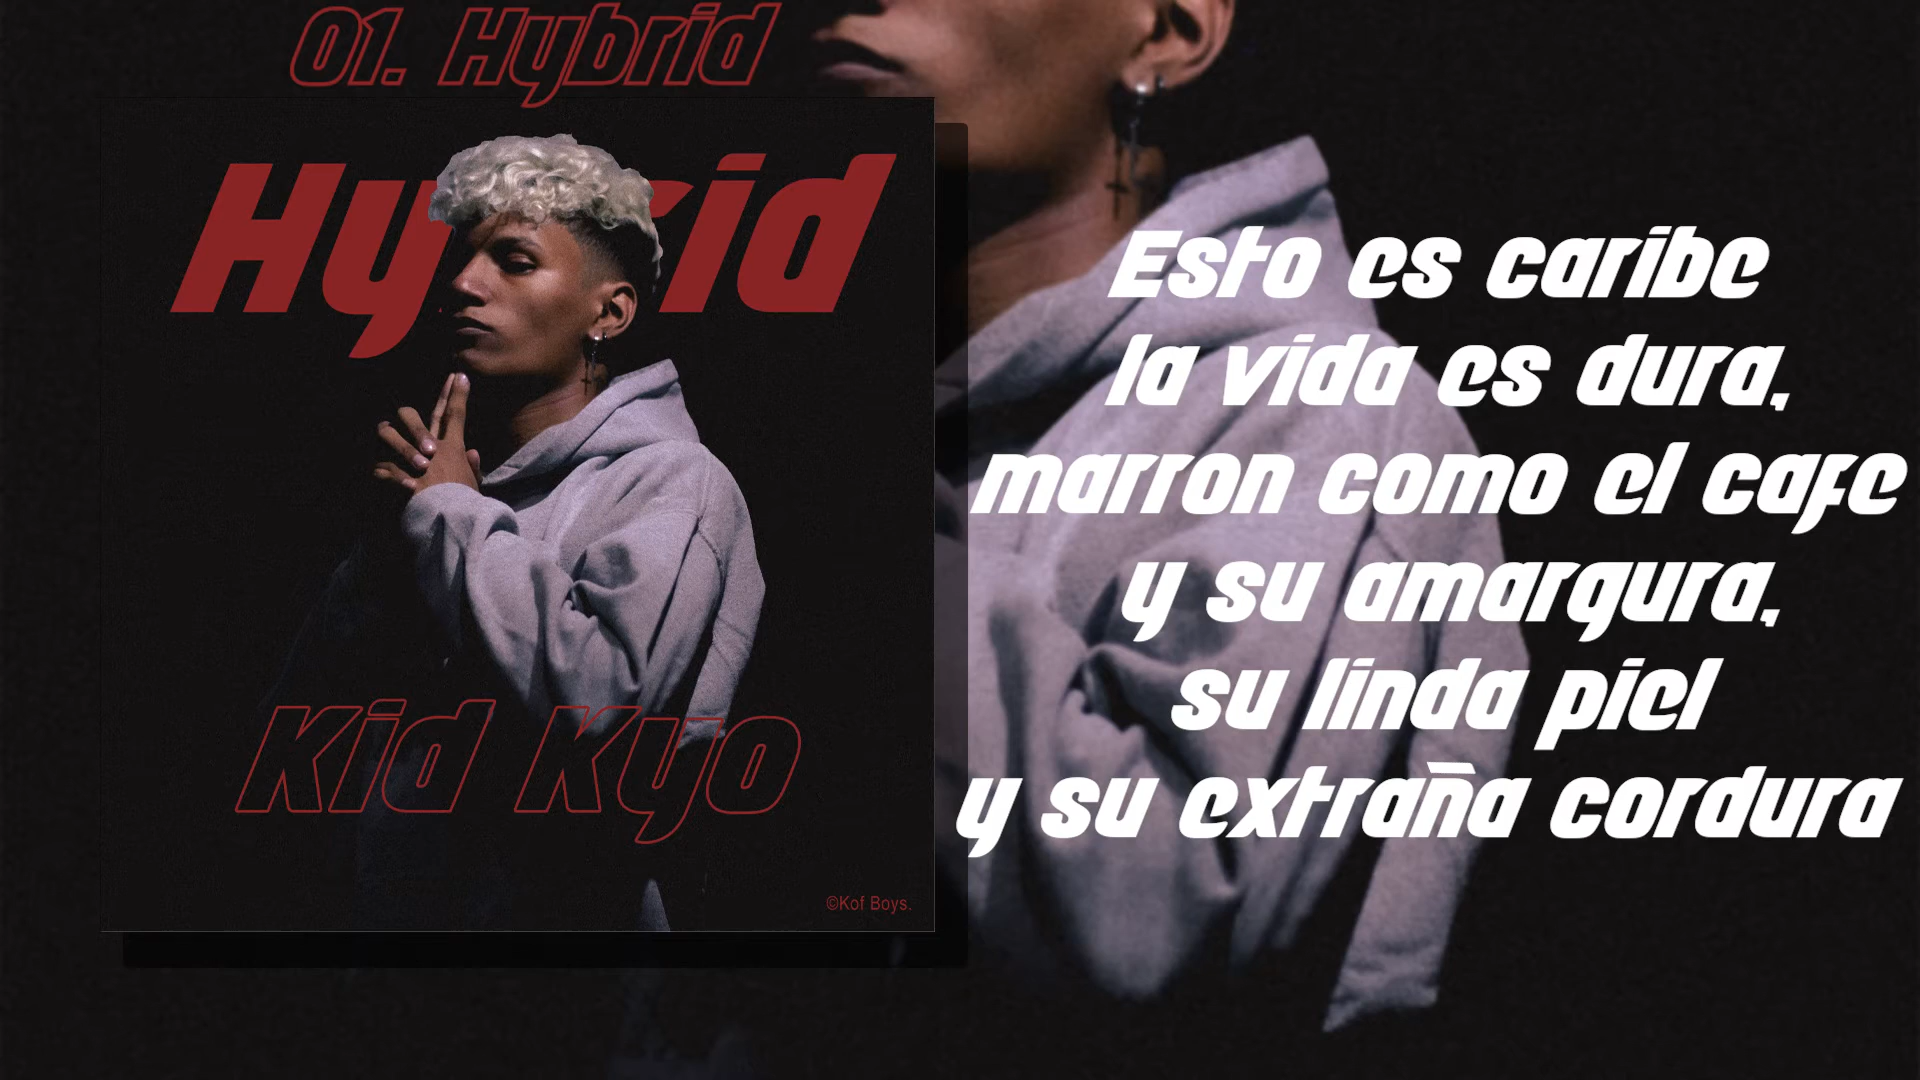 01. Hybrid
Hybrid
Kid Kyo
©Kof Boys.
Esto es caribe
la vida es dura,
marron como el cafe
y su amargura,
su linda piel
y su extraña cordura